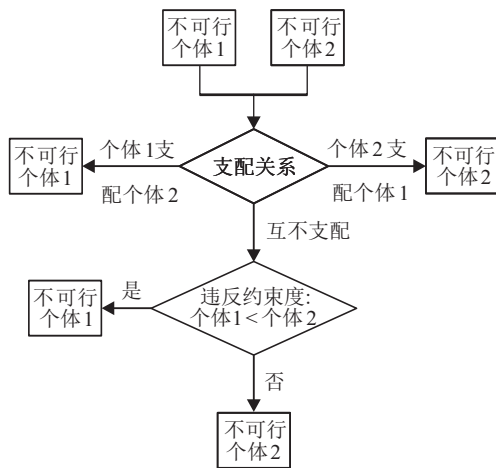 不可行
个体1
不可行
个体2
不可行
个体1
个体1支
配个体2
支配关系
个体2支
配个体1
不可行
个体2
互不支配
不可行
个体1
是
违反约束度:
个体1<个体2
否
不可行
个体2